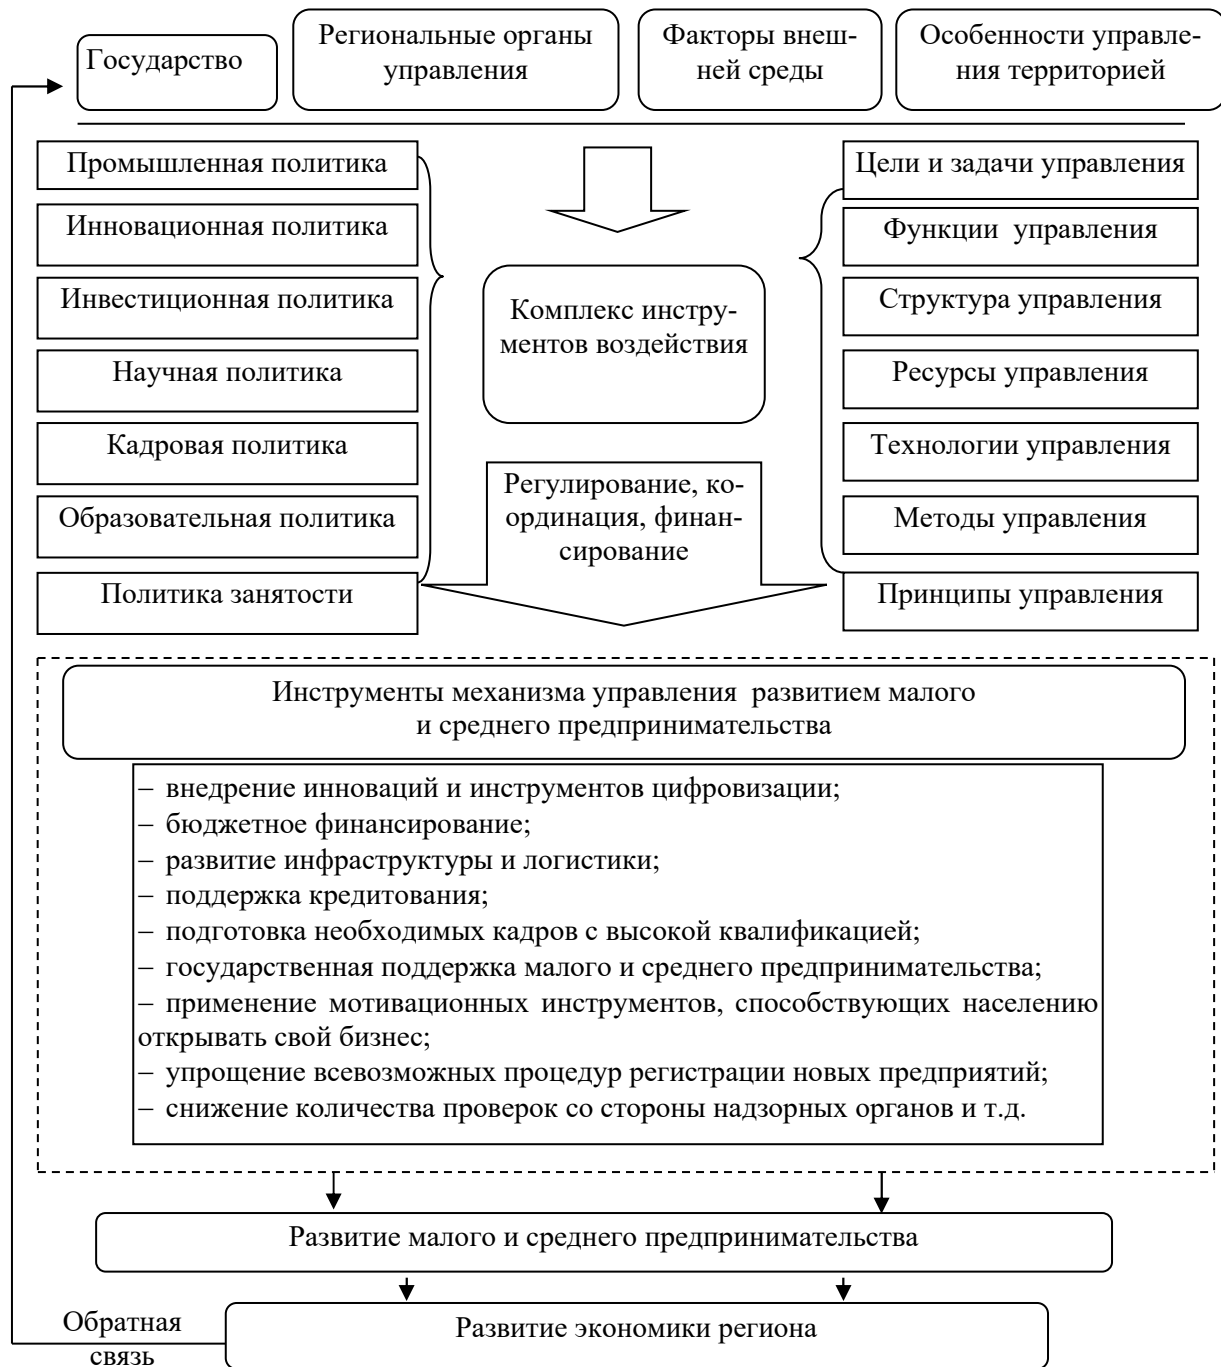 Государство
Региональные органы
управления
Факторы внеш-
ней среды
Особенности управле-
ния территорией
Промышленная политика
Инновационная политика
Инвестиционная политика
Научная политика
Кадровая политика
Образовательная политика
Политика занятости
Комплекс инстру-
ментов воздействия
Регулирование, ко-
ординация, финан-
сирование
Цели и задачи управления
Функции управления
Структура управления
Ресурсы управления
Технологии управления
Методы управления
Принципы управления
Инструменты механизма управления развитием малого
и среднего предпринимательства
– внедрение инноваций и инструментов цифровизации;
– бюджетное финансирование;
– развитие инфраструктуры и логистики;
– поддержка кредитования;
– подготовка необходимых кадров с высокой квалификацией;
– государственная поддержка малого и среднего предпринимательства;
– применение мотивационных инструментов, способствующих населению
открывать свой бизнес;
– упрощение всевозможных процедур регистрации новых предприятий;
– снижение количества проверок со стороны надзорных органов и т.д.
Развитие малого и среднего предпринимательства
Обратная
связь
Развитие экономики региона